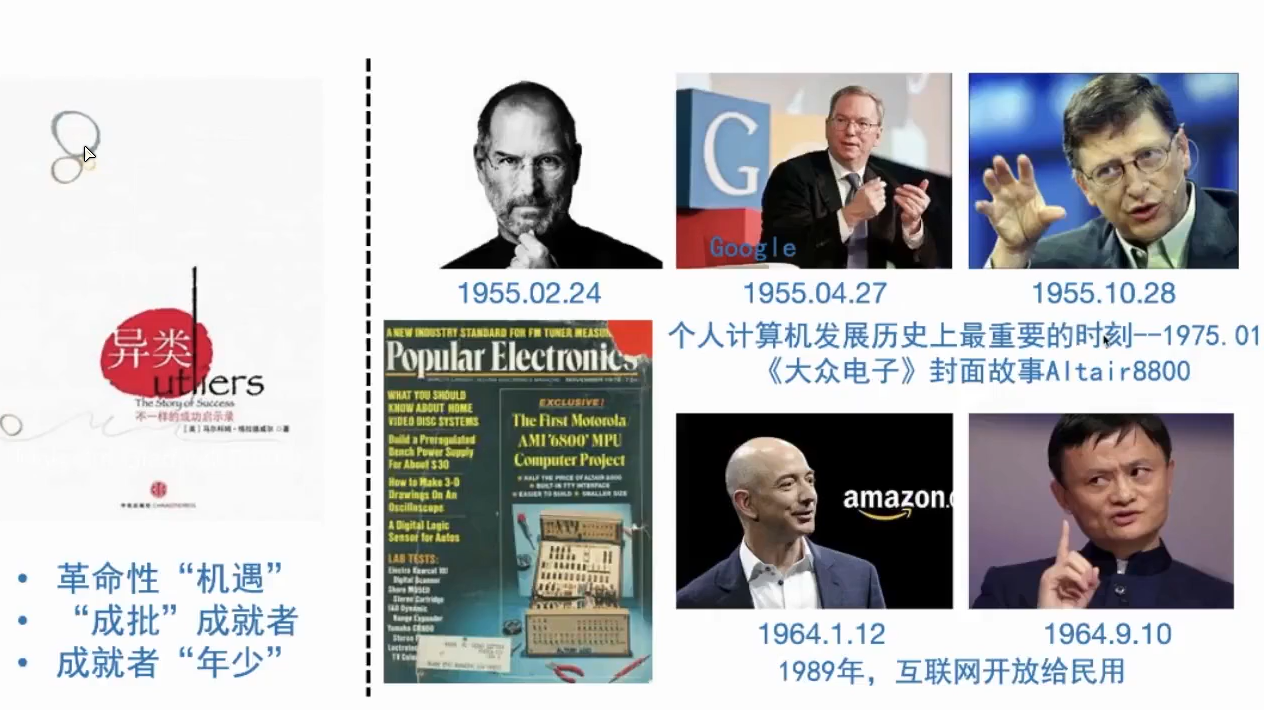 异类
utliers
The Story of Success
不一样的成功启示录
[美] 马尔科姆·格拉德威尔 ◎著
中信出版社·CHINACITICPRESS
• 革命性“机遇”
• “成批”成就者
• 成就者“年少”
G
Google
1955.02.24
1955.04.27
1955.10.28
A NEW INDUSTRY STANDARD FOR FM TUNER MEASU
Popular Electronics
WHAT YOU SHOULD
KNOW ABOUT HOME
VIDEO DISC SYSTEMS
Build a Preregulated
Bench Power Supply
For About $30
How to Make 3-D
Drawings On An
Oscilloscope
A Digital Logic
Sensor for Autos
LAB TESTS:
EXCLUSIVE!
The First Motorola
AMI "6800" MPU
Computer Project
• HALF THE PRICE OF ALTAIR 8800
• BUILT-IN TTY INTERFACE
• EASIER TO BUILD • SMALLER SIZE
个人计算机发展历史上最重要的时刻--1975.01
《大众电子》封面故事Altair8800
amazon.
1964.1.12
1964.9.10
1989年，互联网开放给民用